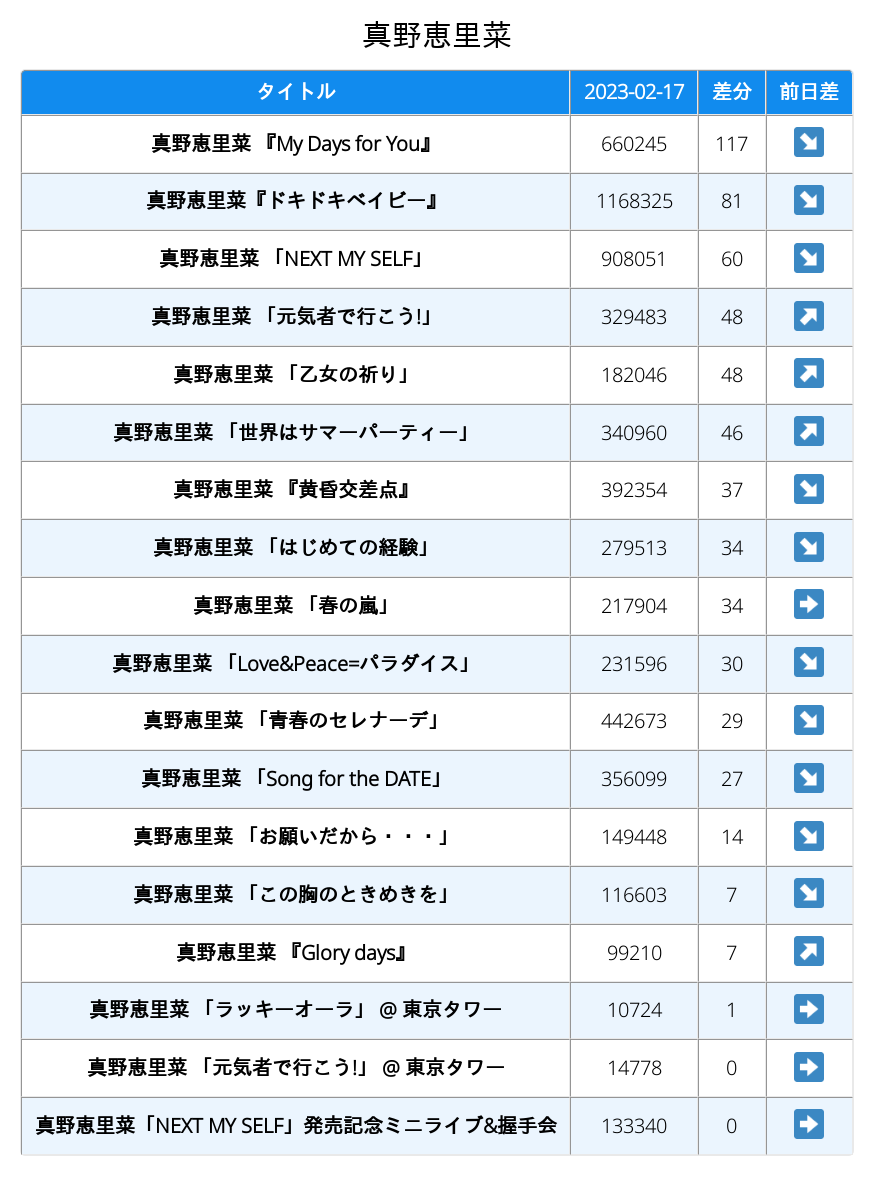 真野恵里菜
タイトル 2023-02-17 差分 前日差
真野恵里菜 『My Days for You』 660245 117 ↘
真野恵里菜『ドキドキベイビー』 1168325 81 ↘
真野恵里菜 「NEXT MY SELF」 908051 60 ↘
真野恵里菜 「元気者で行こう!」 329483 48 ↗
真野恵里菜 「乙女の祈り」 182046 48 ↗
真野恵里菜 「世界はサマーパーティー」 340960 46 ↗
真野恵里菜 『黄昏交差点』 392354 37 ↘
真野恵里菜 「はじめての経験」 279513 34 ↘
真野恵里菜 「春の嵐」 217904 34 ➡
真野恵里菜 「Love&Peace=パラダイス」 231596 30 ↘
真野恵里菜 「青春のセレナーデ」 442673 29 ↘
真野恵里菜 「Song for the DATE」 356099 27 ↘
真野恵里菜 「お願いだから・・・」 149448 14 ↘
真野恵里菜 「この胸のときめきを」 116603 7 ↘
真野恵里菜 『Glory days』 99210 7 ↗
真野恵里菜 「ラッキーオーラ」 @ 東京タワー 10724 1 ➡
真野恵里菜 「元気者で行こう!」 @ 東京タワー 14778 0 ➡
真野恵里菜「NEXT MY SELF」発売記念ミニライブ&握手会 133340 0 ➡